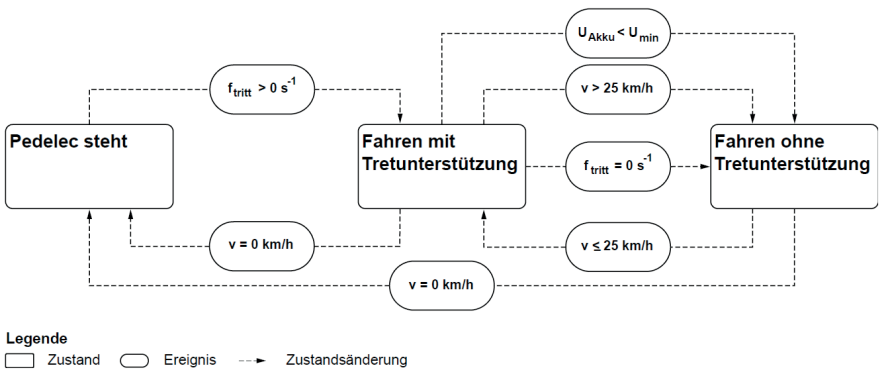 U_Akku < U_min
f_tritt > 0 s⁻¹
v > 25 km/h
Pedelec steht
Fahren mit
Tretunterstützung
Fahren ohne
Tretunterstützung
f_tritt = 0 s⁻¹
v = 0 km/h
v ≤ 25 km/h
v = 0 km/h
Legende
Zustand
Ereignis
Zustandsänderung